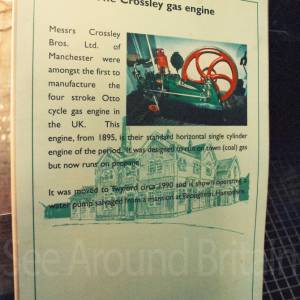 The Crossley gas engine
Messrs Crossley
Bros. Ltd. of
Manchester were
amongst the first to
manufacture the
four stroke Otto
cycle gas engine in
the UK. This
engine, from 1895, is their standard horizontal single cylinder
engine of the period. It was designed to run on town (coal) gas
but now runs on propane.
It was moved to Twyford circa 1990 and is shown operating a
water pump salvaged from a mansion at
See Around Britain